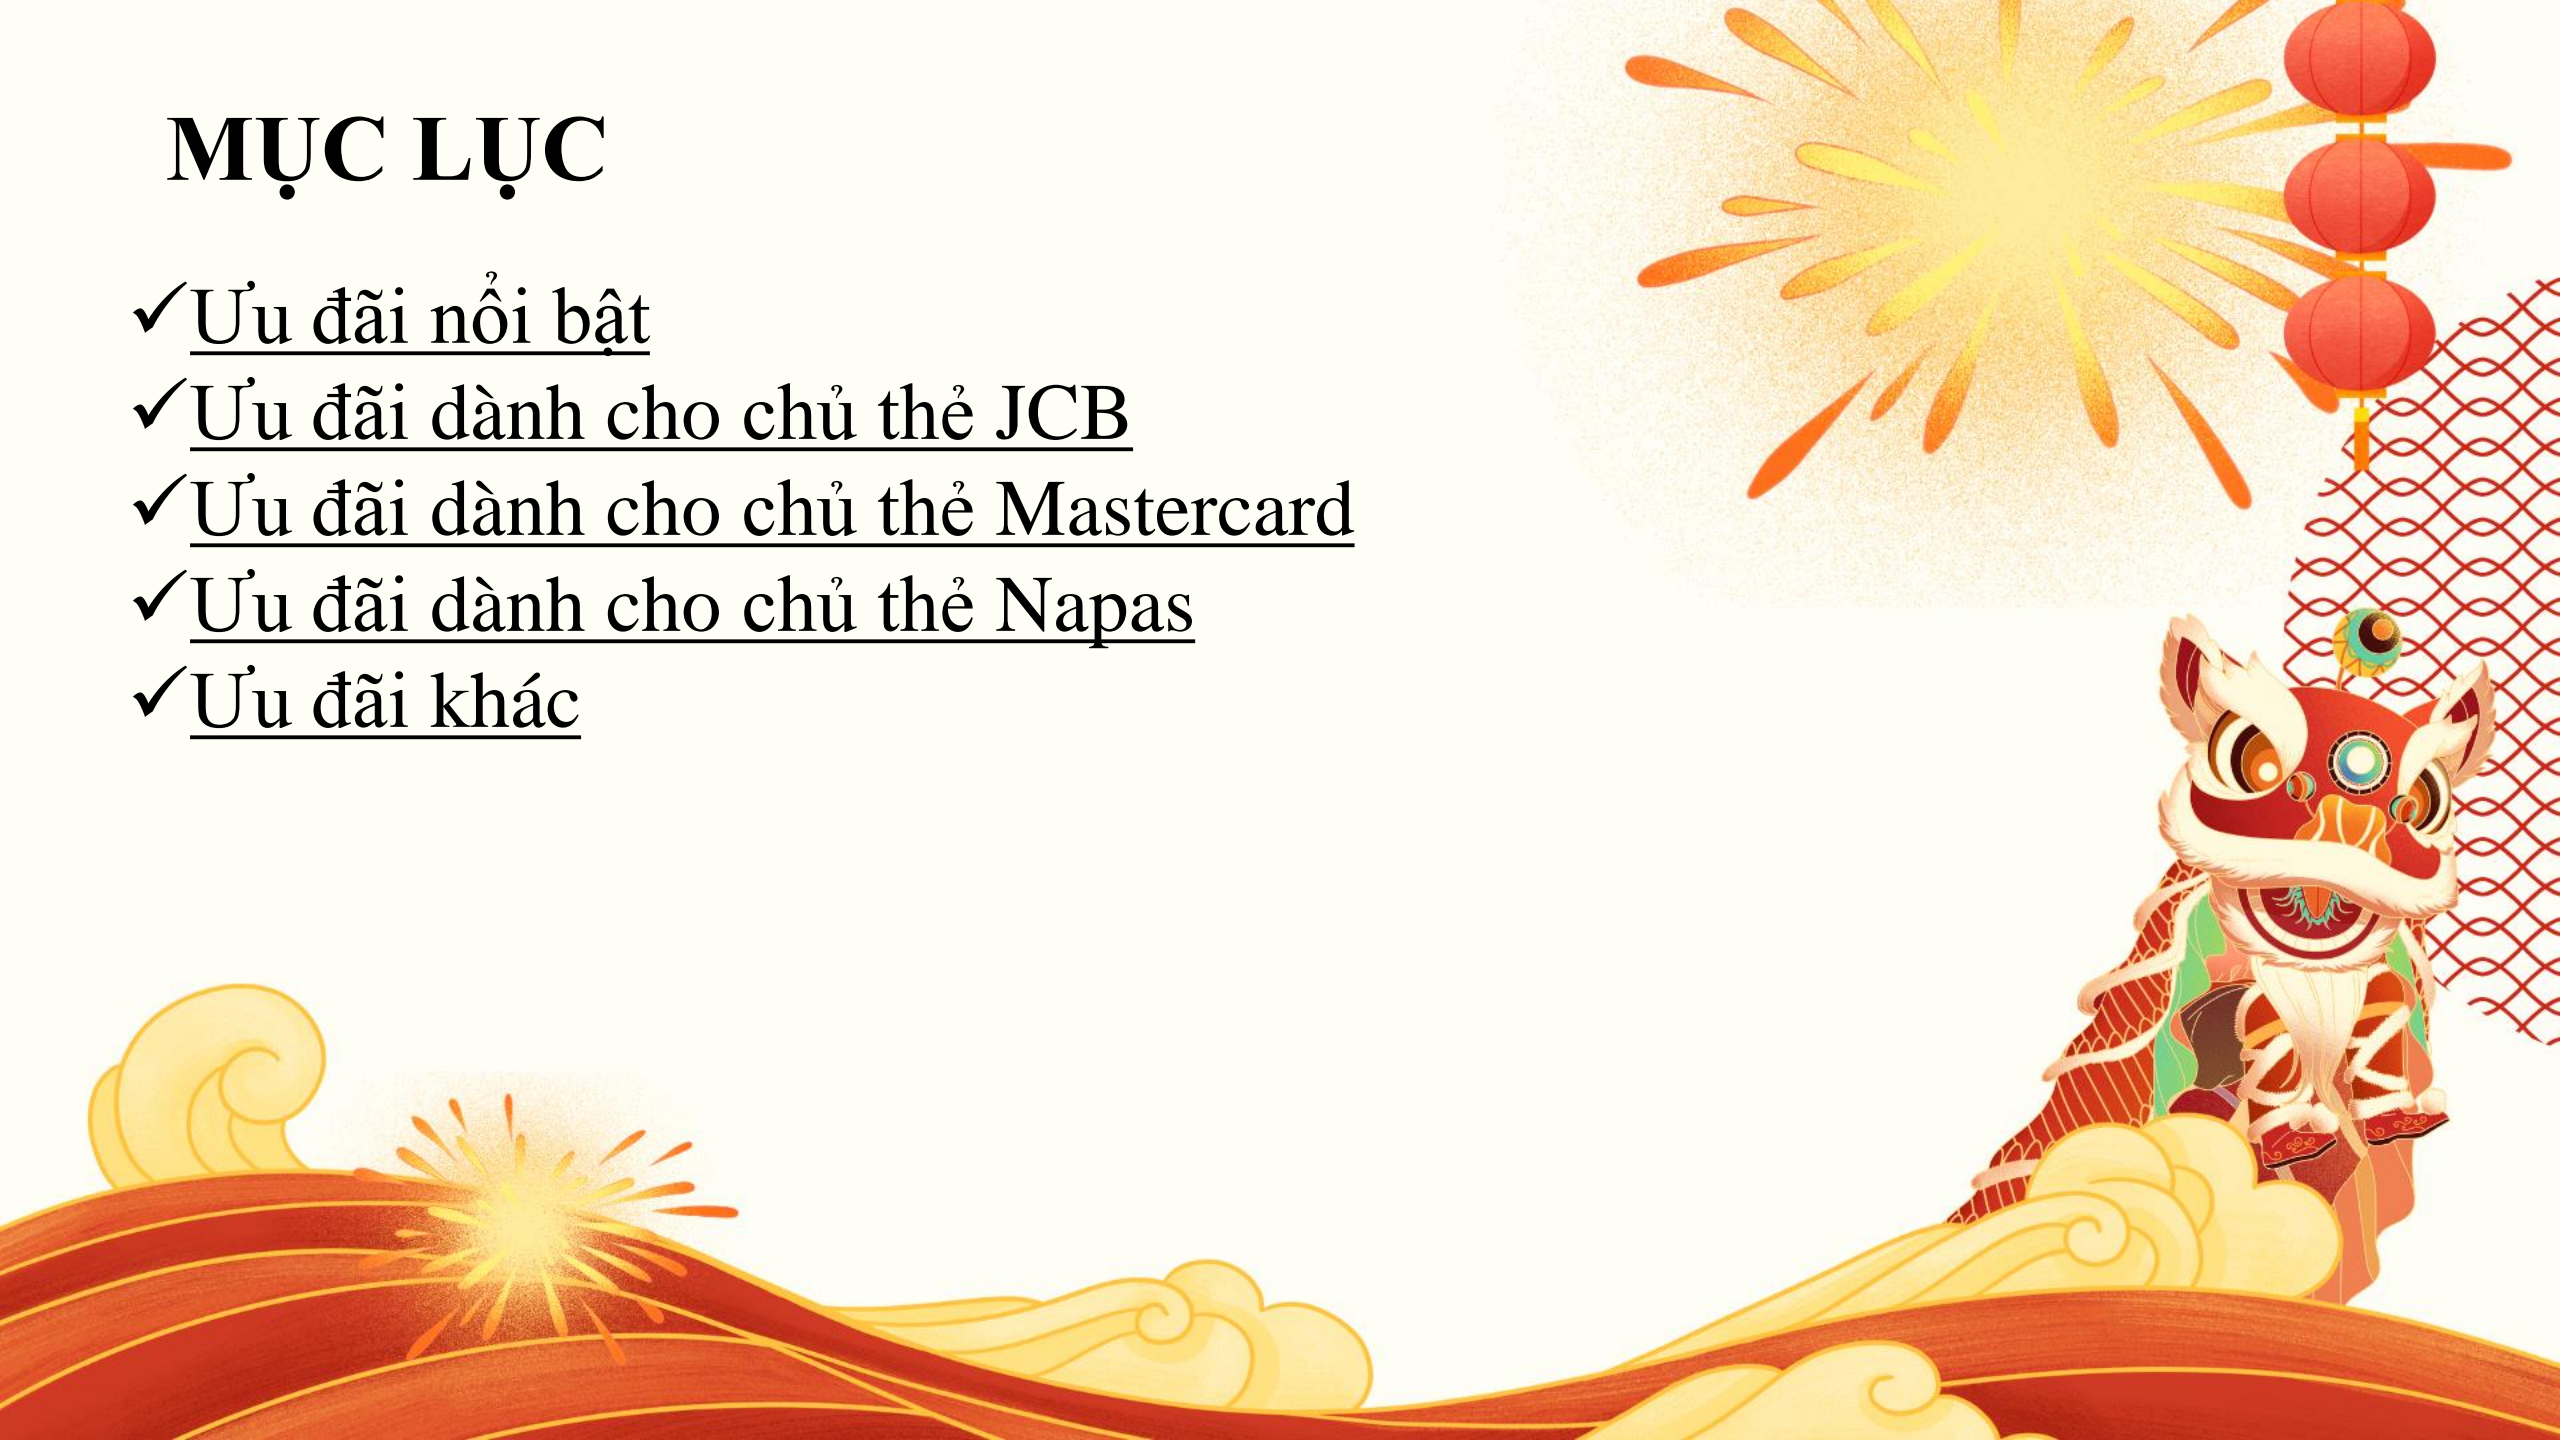 MỤC LỤC
✓Ưu đãi nổi bật
✓Ưu đãi dành cho chủ thẻ JCB
✓Ưu đãi dành cho chủ thẻ Mastercard
✓Ưu đãi dành cho chủ thẻ Napas
✓Ưu đãi khác